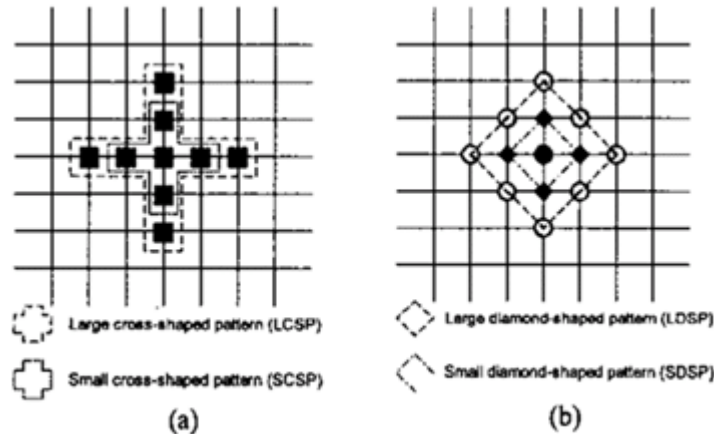 Large cross-shaped pattern (LCSP)
Small cross-shaped pattern (SCSP)
(a)
Large diamond-shaped pattern (LDSP)
Small diamond-shaped pattern (SDSP)
(b)